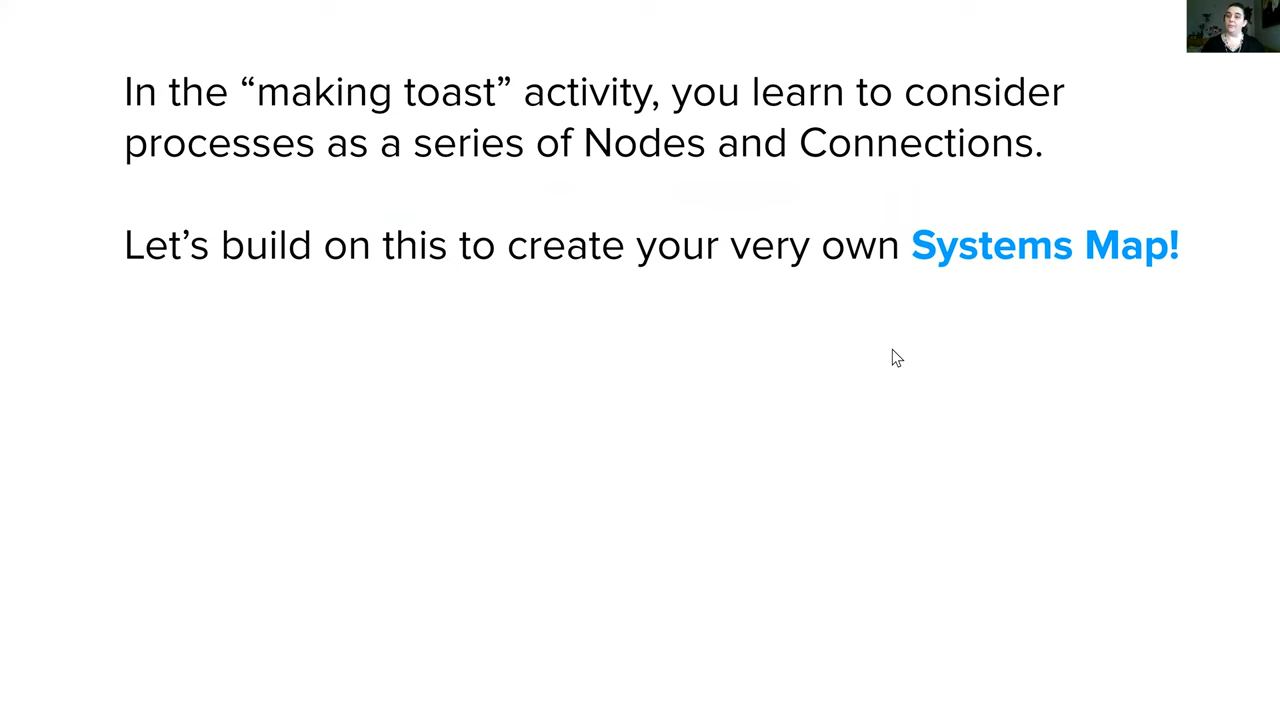 In the “making toast” activity, you learn to consider
processes as a series of Nodes and Connections.
Let’s build on this to create your very own Systems Map!